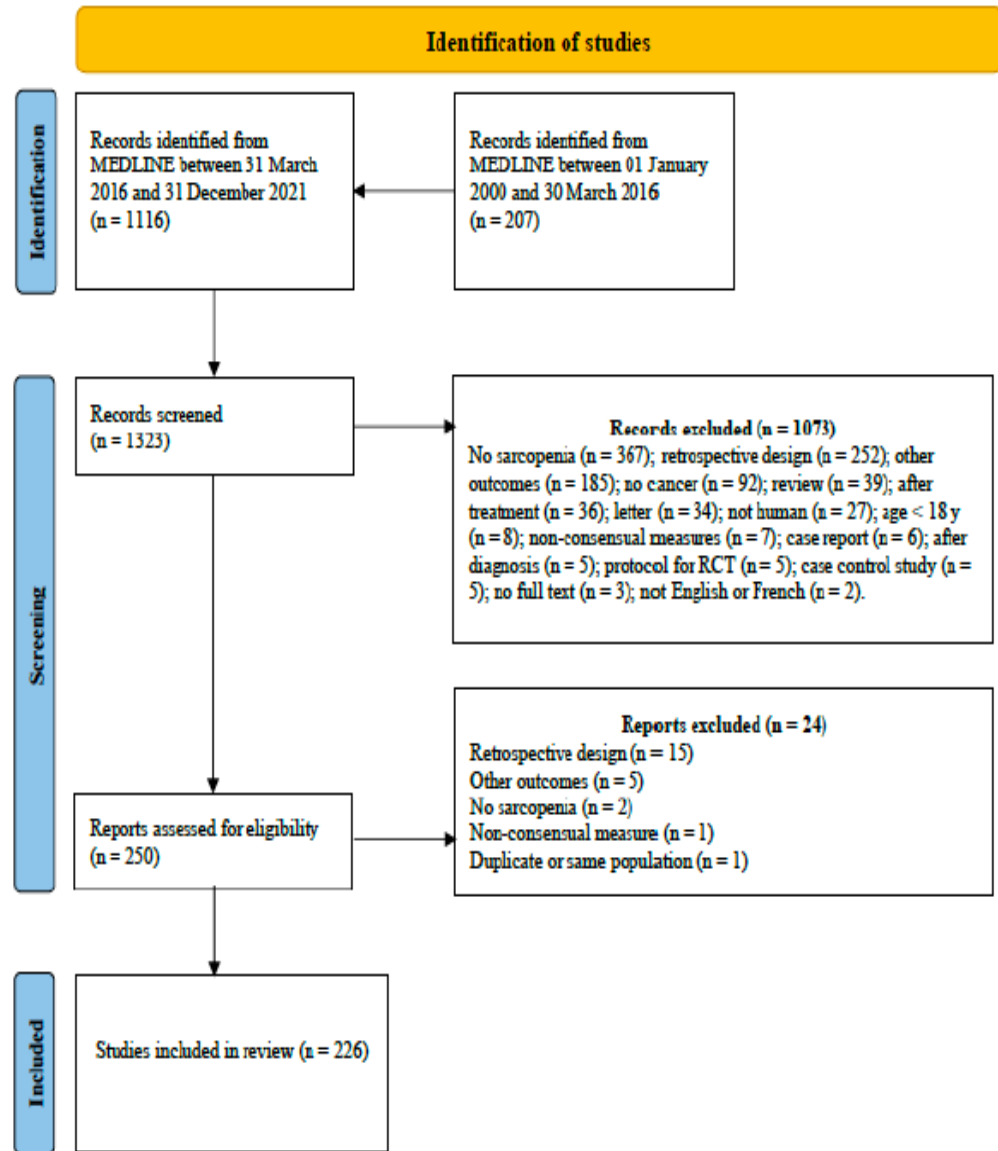 Identification of studies
Identification
Records identified from
MEDLINE between 31 March
2016 and 31 December 2021
(n = 1116)
Records identified from
MEDLINE between 01 January
2000 and 30 March 2016
(n = 207)
Screening
Records screened
(n = 1323)
Records excluded (n = 1073)
No sarcopenia (n = 367); retrospective design (n = 252); other
outcomes (n = 185); no cancer (n = 92); review (n = 39); after
treatment (n = 36); letter (n = 34); not human (n = 27); age < 18 y
(n = 8); non-consensual measures (n = 7); case report (n = 6); after
diagnosis (n = 5); protocol for RCT (n = 5); case control study (n =
5); no full text (n = 3); not English or French (n = 2).
Reports assessed for eligibility
(n = 250)
Reports excluded (n = 24)
Retrospective design (n = 15)
Other outcomes (n = 5)
No sarcopenia (n = 2)
Non-consensual measure (n = 1)
Duplicate or same population (n = 1)
Included
Studies included in review (n = 226)